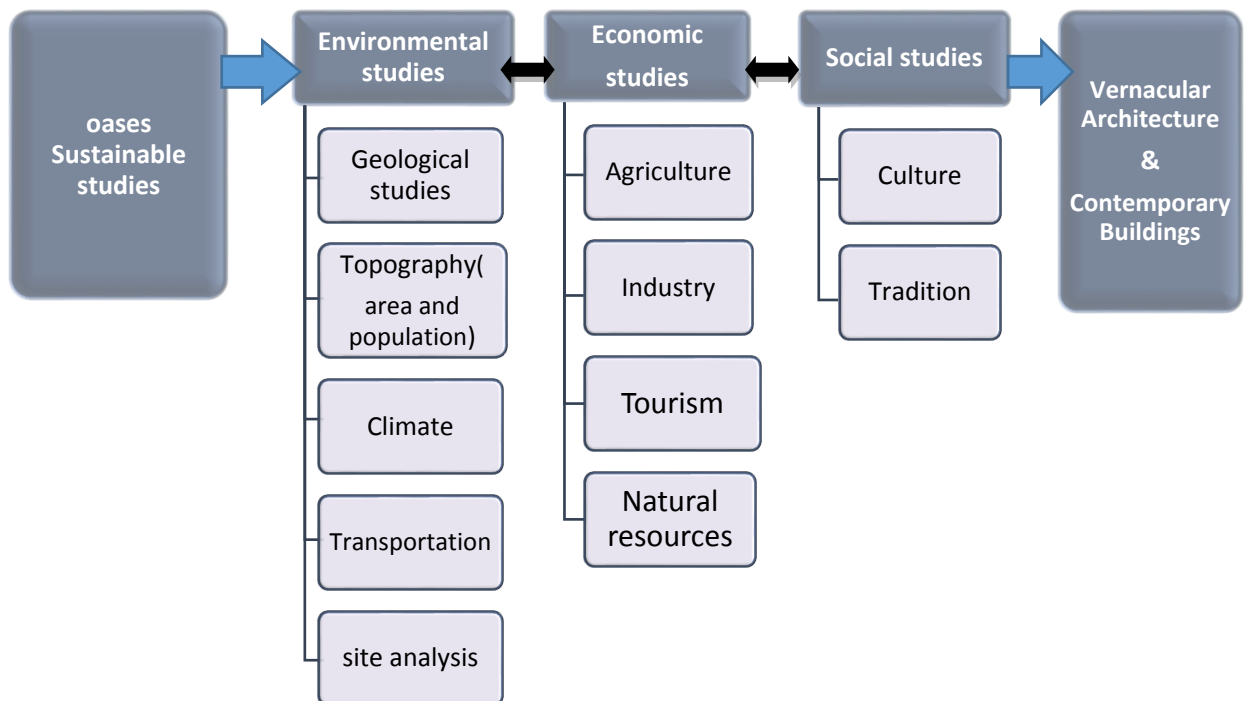 oases
Sustainable
studies
Environmental
studies
Geological
studies
Topography(
area and
population)
Climate
Transportation
site analysis
Economic
studies
Agriculture
Industry
Tourism
Natural
resources
Social studies
Culture
Tradition
Vernacular
Architecture
&
Contemporary
Buildings